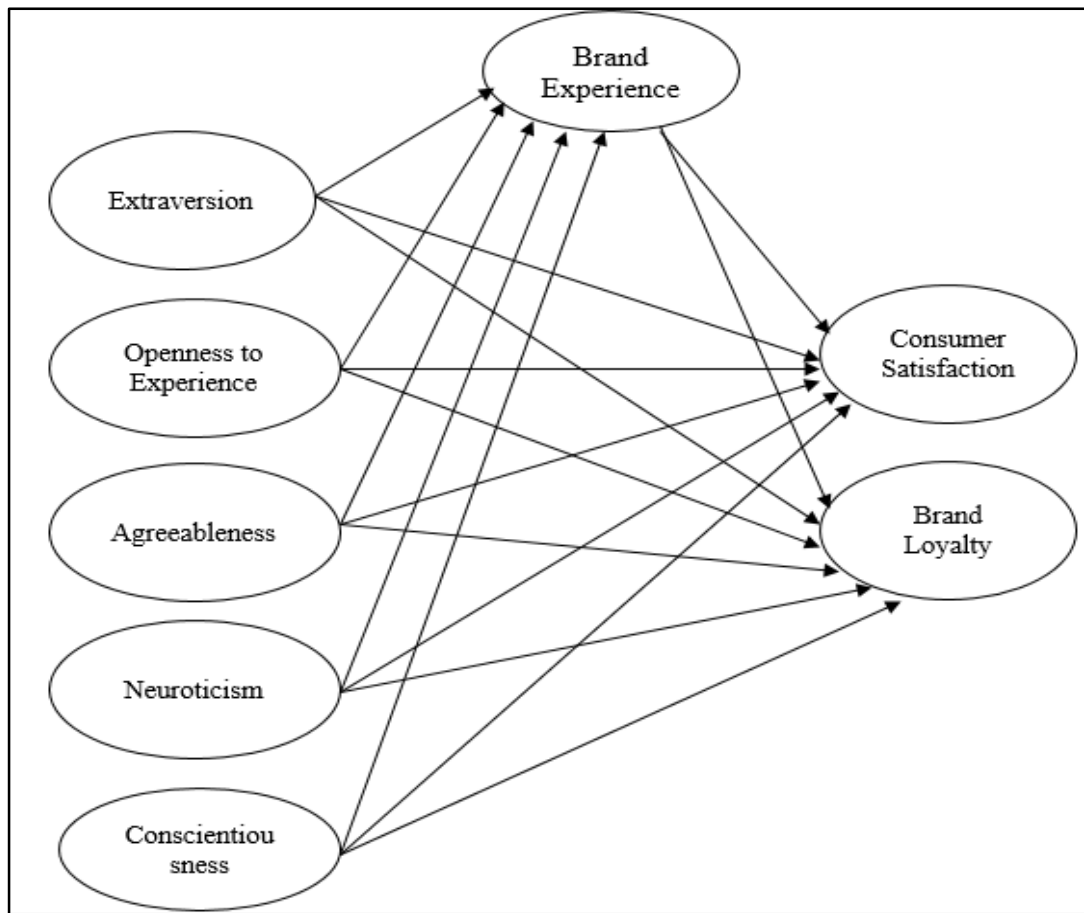 Brand
Experience
Extraversion
Openness to
Experience
Consumer
Satisfaction
Agreeableness
Brand
Loyalty
Neuroticism
Conscientiou
sness